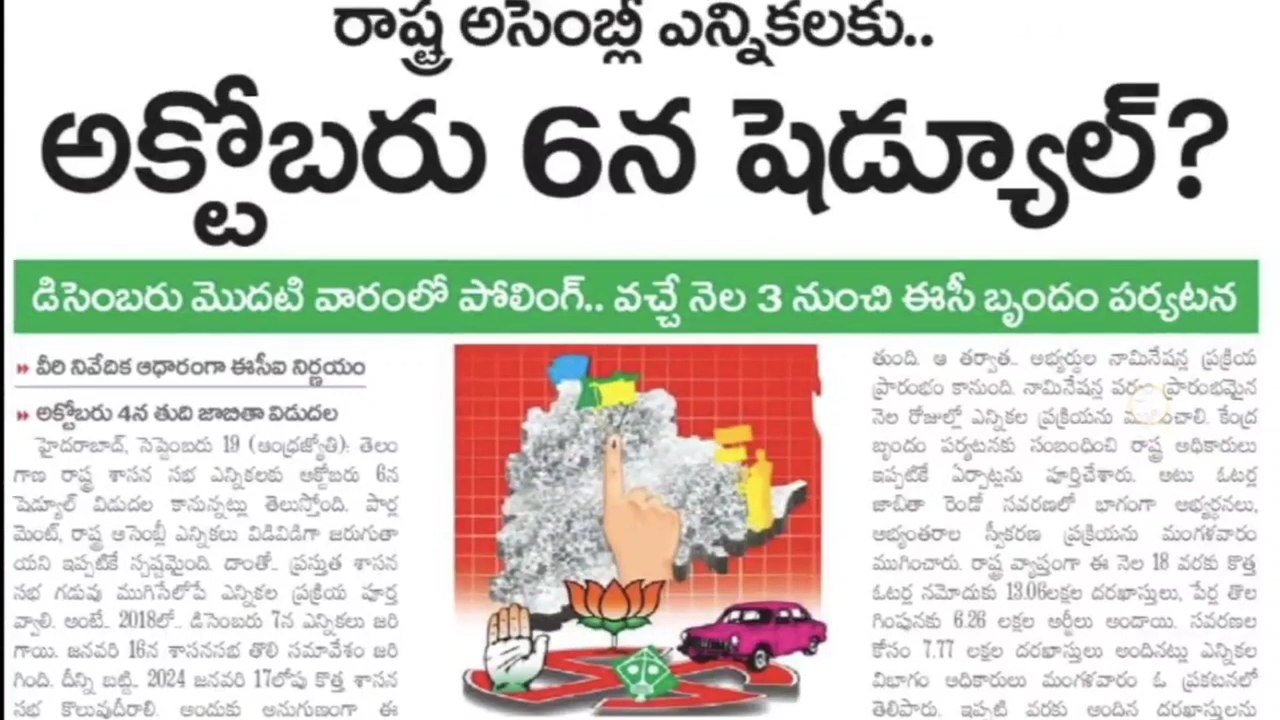 రాష్ట్ర అసెంబ్లీ ఎన్నికలకు..
అక్టోబరు 6న షెడ్యూల్?
డిసెంబరు మొదటి వారంలో పోలింగ్.. వచ్చే నెల 3 నుంచి ఈసీ బృందం పర్యటన
వీరి నివేదిక ఆధారంగా ఈసీఐ నిర్ణయం
అక్టోబరు 4న తుది జాబితా విడుదల
హైదరాబాద్, సెప్టెంబరు 19 (ఆంధ్రజ్యోతి): తెలం
గాణ రాష్ట్ర శాసన సభ ఎన్నికలకు అక్టోబరు 6న
షెడ్యూల్ విడుదల కానున్నట్లు తెలుస్తోంది. పార్ల
మెంట్, రాష్ట్ర అసెంబ్లీ ఎన్నికలు విడివిడిగా జరుగుతా
యని ఇప్పటికే స్పష్టమైంది. దాంతో.. ప్రస్తుత శాసన
సభ గడువు ముగిసేలోపే ఎన్నికల ప్రక్రియ పూర్త
వ్వాలి. అంటే.. 2018లో.. డిసెంబరు 7న ఎన్నికలు జరి
గాయి. జనవరి 16న శాసనసభ తొలి సమావేశం జరి
గింది. దీన్ని బట్టి.. 2024 జనవరి 17లోపు కొత్త శాసన
సభ కొలువుదీరాలి. అందుకు అనుగుణంగా ఈ
తుంది. ఆ తర్వాత.. అభ్యర్థుల నామినేషన్ల ప్రక్రియ
ప్రారంభం కానుంది. నామినేషన్ల ప్రారంభమైన
నెల రోజుల్లో ఎన్నికల ప్రక్రియను ముగించాలి. కేంద్ర
బృందం పర్యటనకు సంబంధించి రాష్ట్ర అధికారులు
ఇప్పటికే ఏర్పాట్లను పూర్తిచేశారు. అటు ఓటర్ల
జాబితా రెండో సవరణలో భాగంగా అభ్యర్థనలు,
అభ్యంతరాల స్వీకరణ ప్రక్రియను మంగళవారం
ముగించారు. రాష్ట్ర వ్యాప్తంగా ఈ నెల 18 వరకు కొత్త
ఓటర్ల నమోదుకు 13.06లక్షల దరఖాస్తులు, పేర్ల తొల
గింపునకు 6.26 లక్షల అర్జీలు అందాయి. సవరణల
కోసం 7.77 లక్షల దరఖాస్తులు అందినట్లు ఎన్నికల
విభాగం అధికారులు మంగళవారం ఓ ప్రకటనలో
తెలిపారు. ఇప్పటి వరకు అందిన దరఖాస్తులను